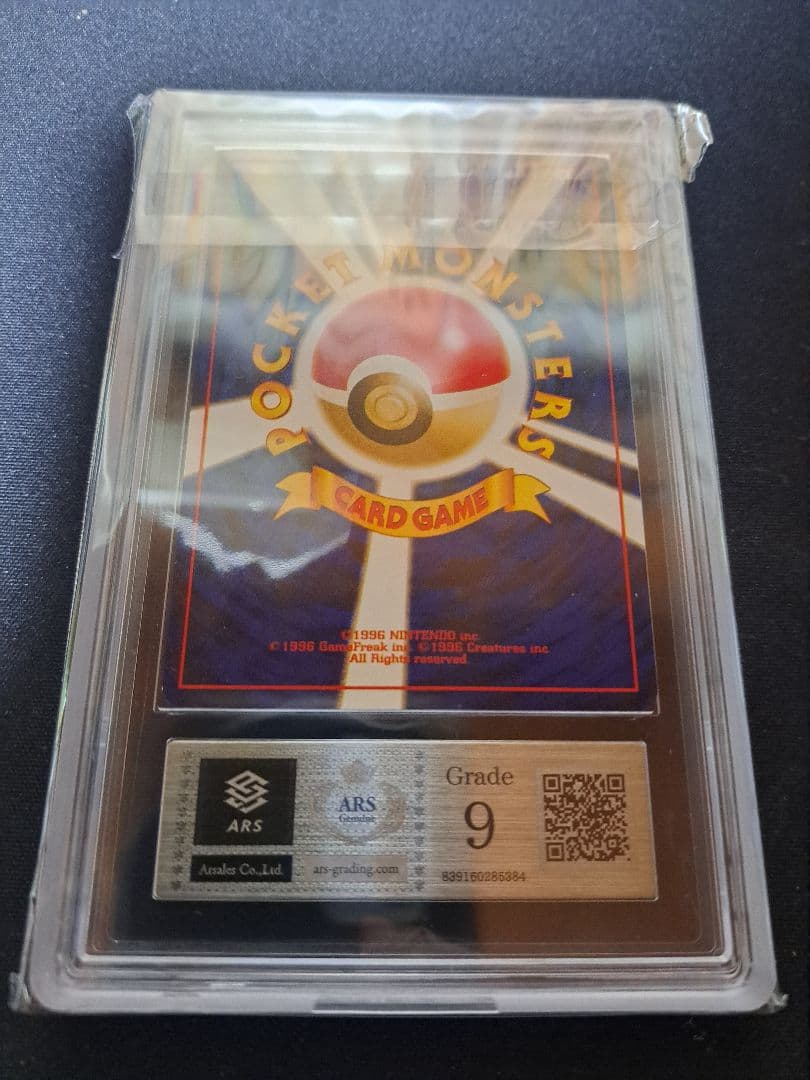 POCKET MONSTERS
CARD GAME
©1996 NINTENDO inc.
©1996 GameFreak inc. ©1996 Creatures inc.
All Rights reserved.
ARS
ARS
Genuine
Grade
9
Arsales Co.,Ltd.
ars-grading.com
839160285384